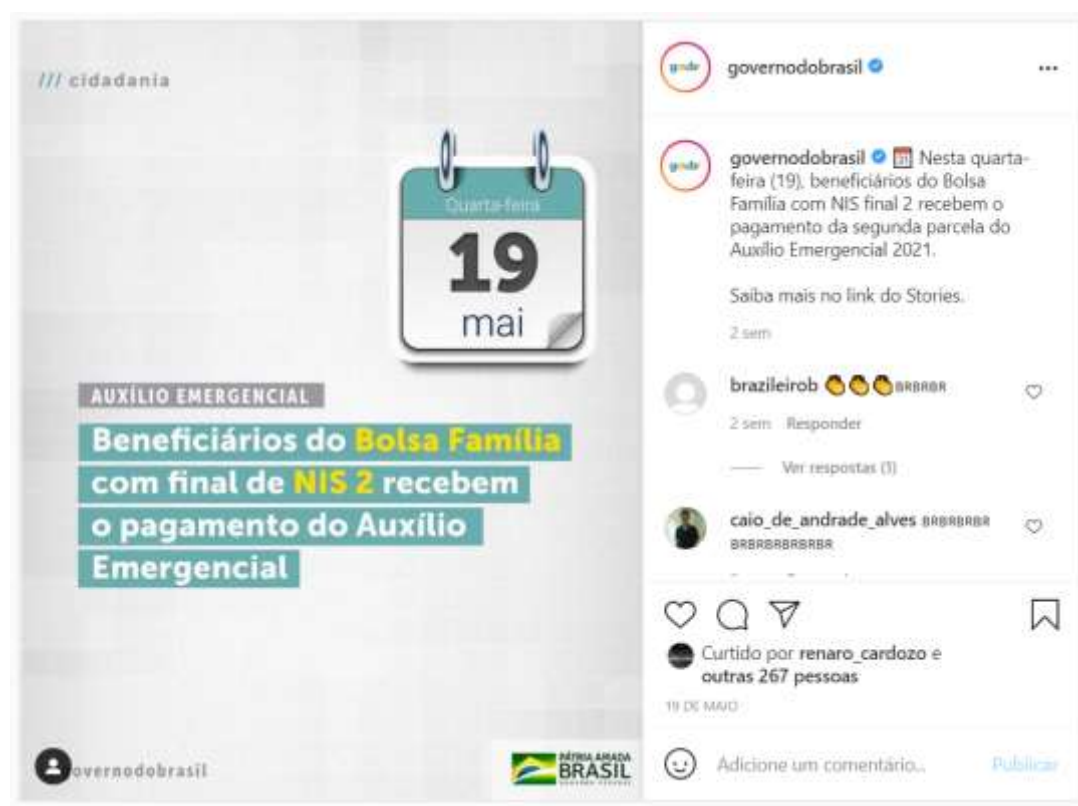 /// cidadania
Quarta-feira
19
mai
AUXÍLIO EMERGENCIAL
Beneficiários do Bolsa Família
com final de NIS 2 recebem
o pagamento do Auxílio
Emergencial
overnodobrasil
PÁTRIA AMADA
BRASIL
GOVERNO FEDERAL
governodobrasil
governodobrasil Nesta quarta-
feira (19), beneficiários do Bolsa
Família com NIS final 2 recebem o
pagamento da segunda parcela do
Auxílio Emergencial 2021.
Saiba mais no link do Stories.
2 sem
brazileirob 👏👏👏BRBRBR
2 sem Responder
Ver respostas (1)
caio_de_andrade_alves BRBRBRBR
BRBRBRBRBRBR
Curtido por renaro_cardozo e
outras 267 pessoas
19 DE MAIO
Adicione um comentário...
Publicar